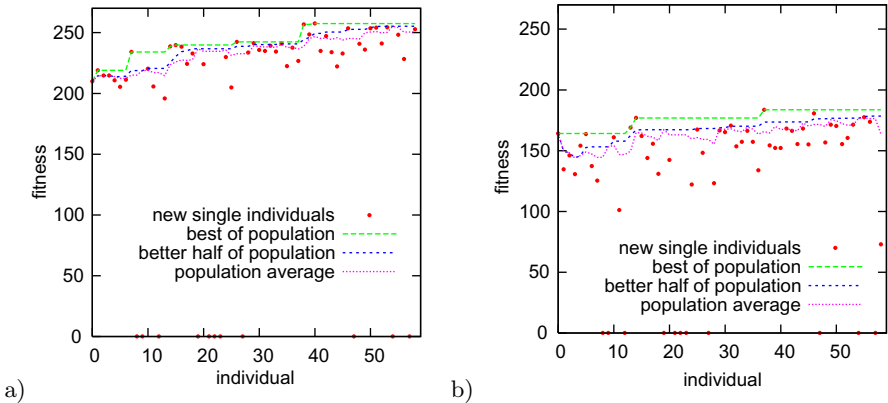 250
200
150
100
50
0
fitness
new single individuals
best of population
better half of population
population average
0 10 20 30 40 50
individual
a)
250
200
150
100
50
0
fitness
new single individuals
best of population
better half of population
population average
0 10 20 30 40 50
individual
b)